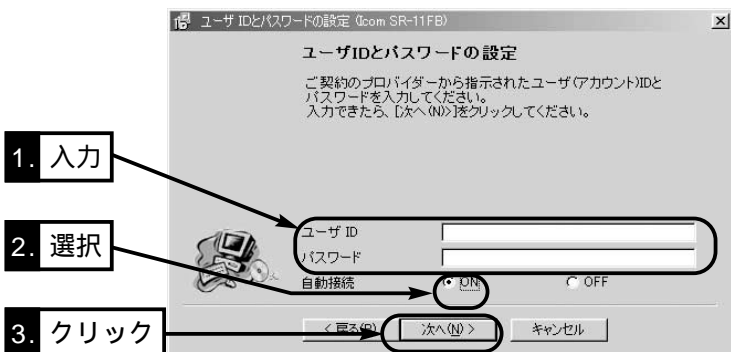 ユーザ IDとパスワードの設定 (Icom SR-11FB)
ユーザIDとパスワードの設定
ご契約のプロバイダーから指示されたユーザ(アカウント)IDと
パスワードを入力してください。
入力できたら、[次へ(N)>]をクリックしてください。
1. 入力
ユーザ ID
2. 選択
パスワード
自動接続 ON OFF
3. クリック
< 戻る(B) 次へ(N) > キャンセル